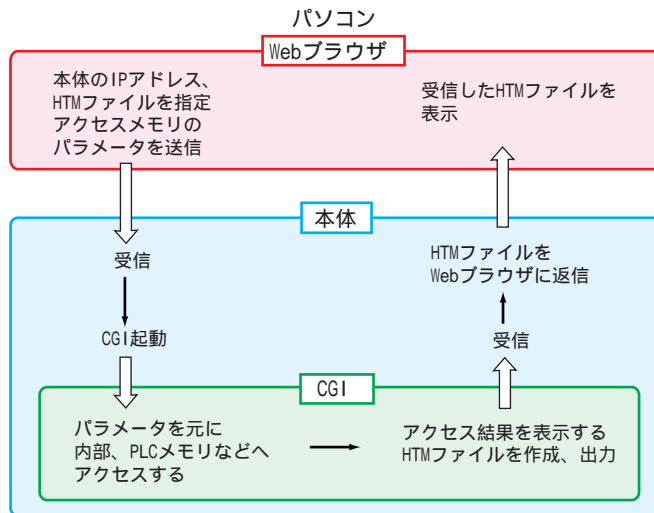 パソコン
Webブラウザ
本体のIPアドレス、
HTMファイルを指定
アクセスメモリの
パラメータを送信
受信したHTMファイルを
表示
本体
受信
CGI起動
HTMファイルを
Webブラウザに返信
受信
CGI
パラメータを元に
内部、PLCメモリなどへ
アクセスする
アクセス結果を表示する
HTMファイルを作成、出力